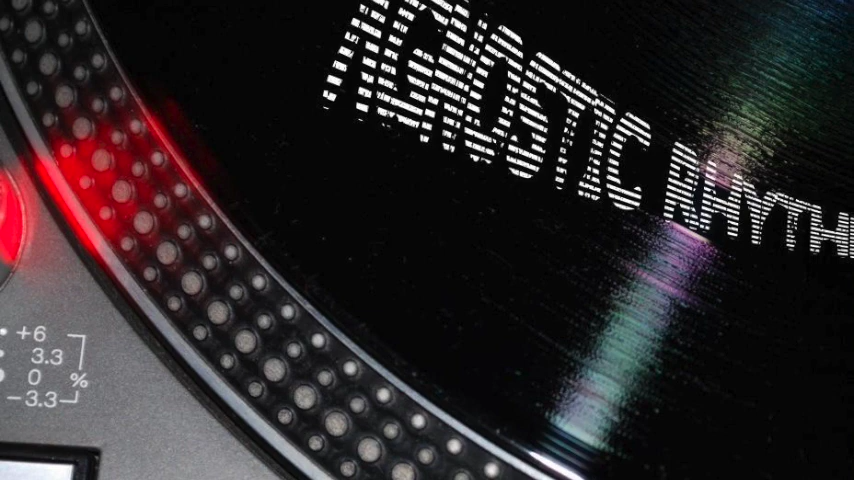 AGNOSTIC RHYTH
+6
3.3
0 %
-3.3